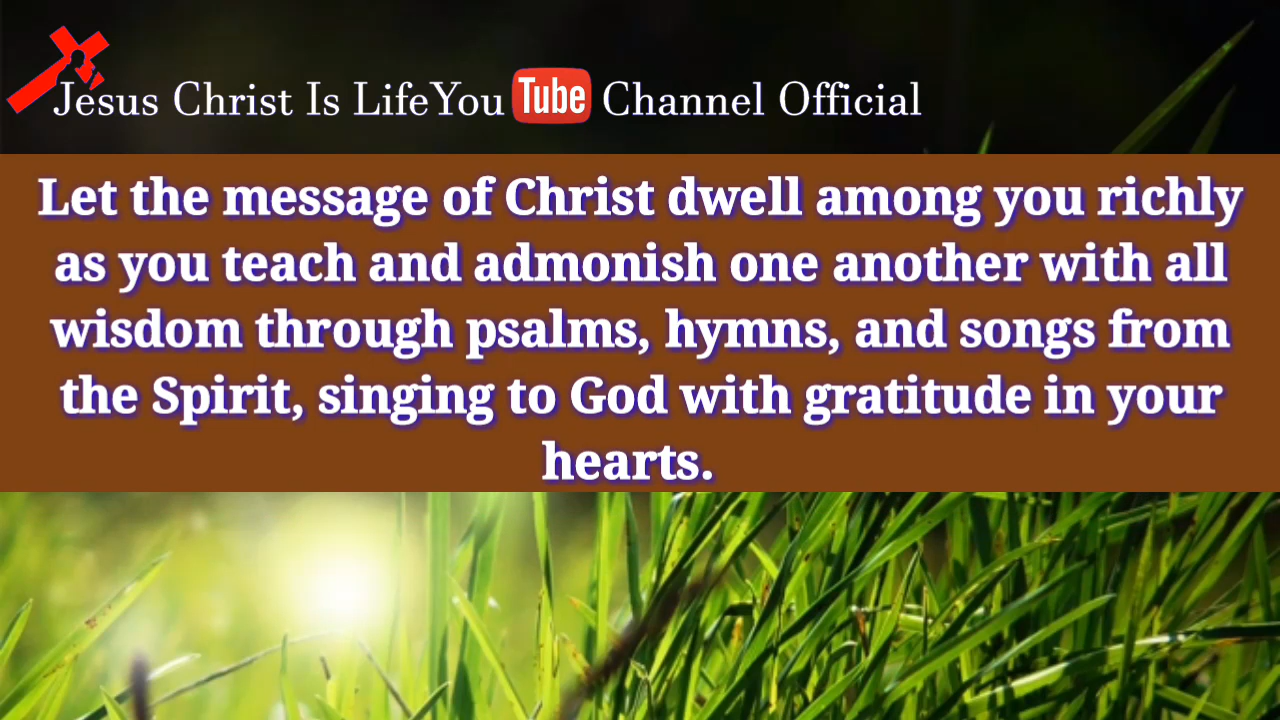 Jesus Christ Is LifeYou Tube Channel Official
Let the message of Christ dwell among you richly
as you teach and admonish one another with all
wisdom through psalms, hymns, and songs from
the Spirit, singing to God with gratitude in your
hearts.